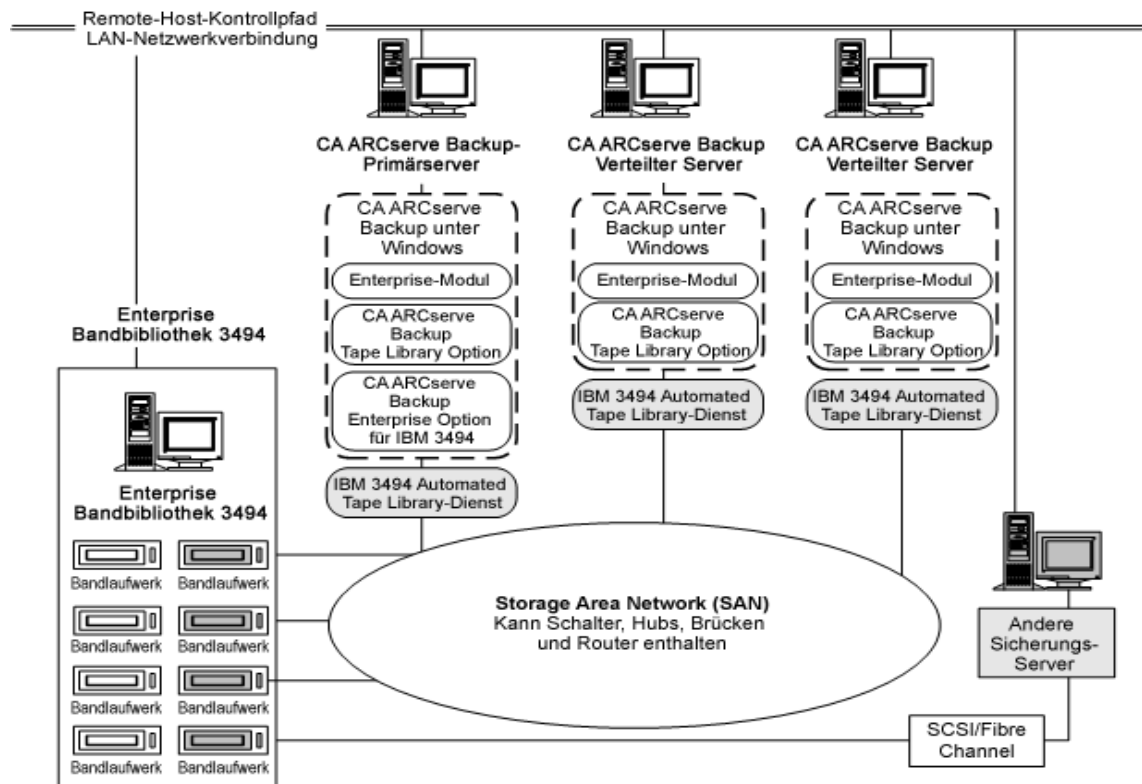 Remote-Host-Kontrollpfad
LAN-Netzwerkverbindung
CA ARCserve Backup-
Primärserver
CA ARCserve Backup
Verteilter Server
CA ARCserve Backup
Verteilter Server
CA ARCserve
Backup unter
Windows
Enterprise-Modul
CA ARCserve
Backup
Tape Library Option
CA ARCserve
Backup
Enterprise Option
für IBM 3494
IBM 3494 Automated
Tape Library-Dienst
CA ARCserve
Backup unter
Windows
Enterprise-Modul
CA ARCserve
Backup
Tape Library Option
IBM 3494 Automated
Tape Library-Dienst
CA ARCserve
Backup unter
Windows
Enterprise-Modul
CA ARCserve
Backup
Tape Library Option
IBM 3494 Automated
Tape Library-Dienst
Enterprise
Bandbibliothek 3494
Enterprise
Bandbibliothek 3494
Bandlaufwerk
Bandlaufwerk
Bandlaufwerk
Bandlaufwerk
Bandlaufwerk
Bandlaufwerk
Bandlaufwerk
Bandlaufwerk
Storage Area Network (SAN)
Kann Schalter, Hubs, Brücken
und Router enthalten
Andere
Sicherungs-
Server
SCSI/Fibre
Channel